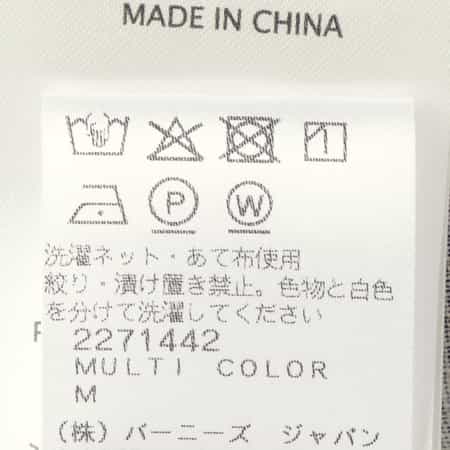 MADE IN CHINA
P
W
洗濯ネット・あて布使用
絞り・漬け置き禁止。色物と白色
を分けて洗濯してください
2271442
MULTI COLOR
M
(株) バーニーズ ジャパン